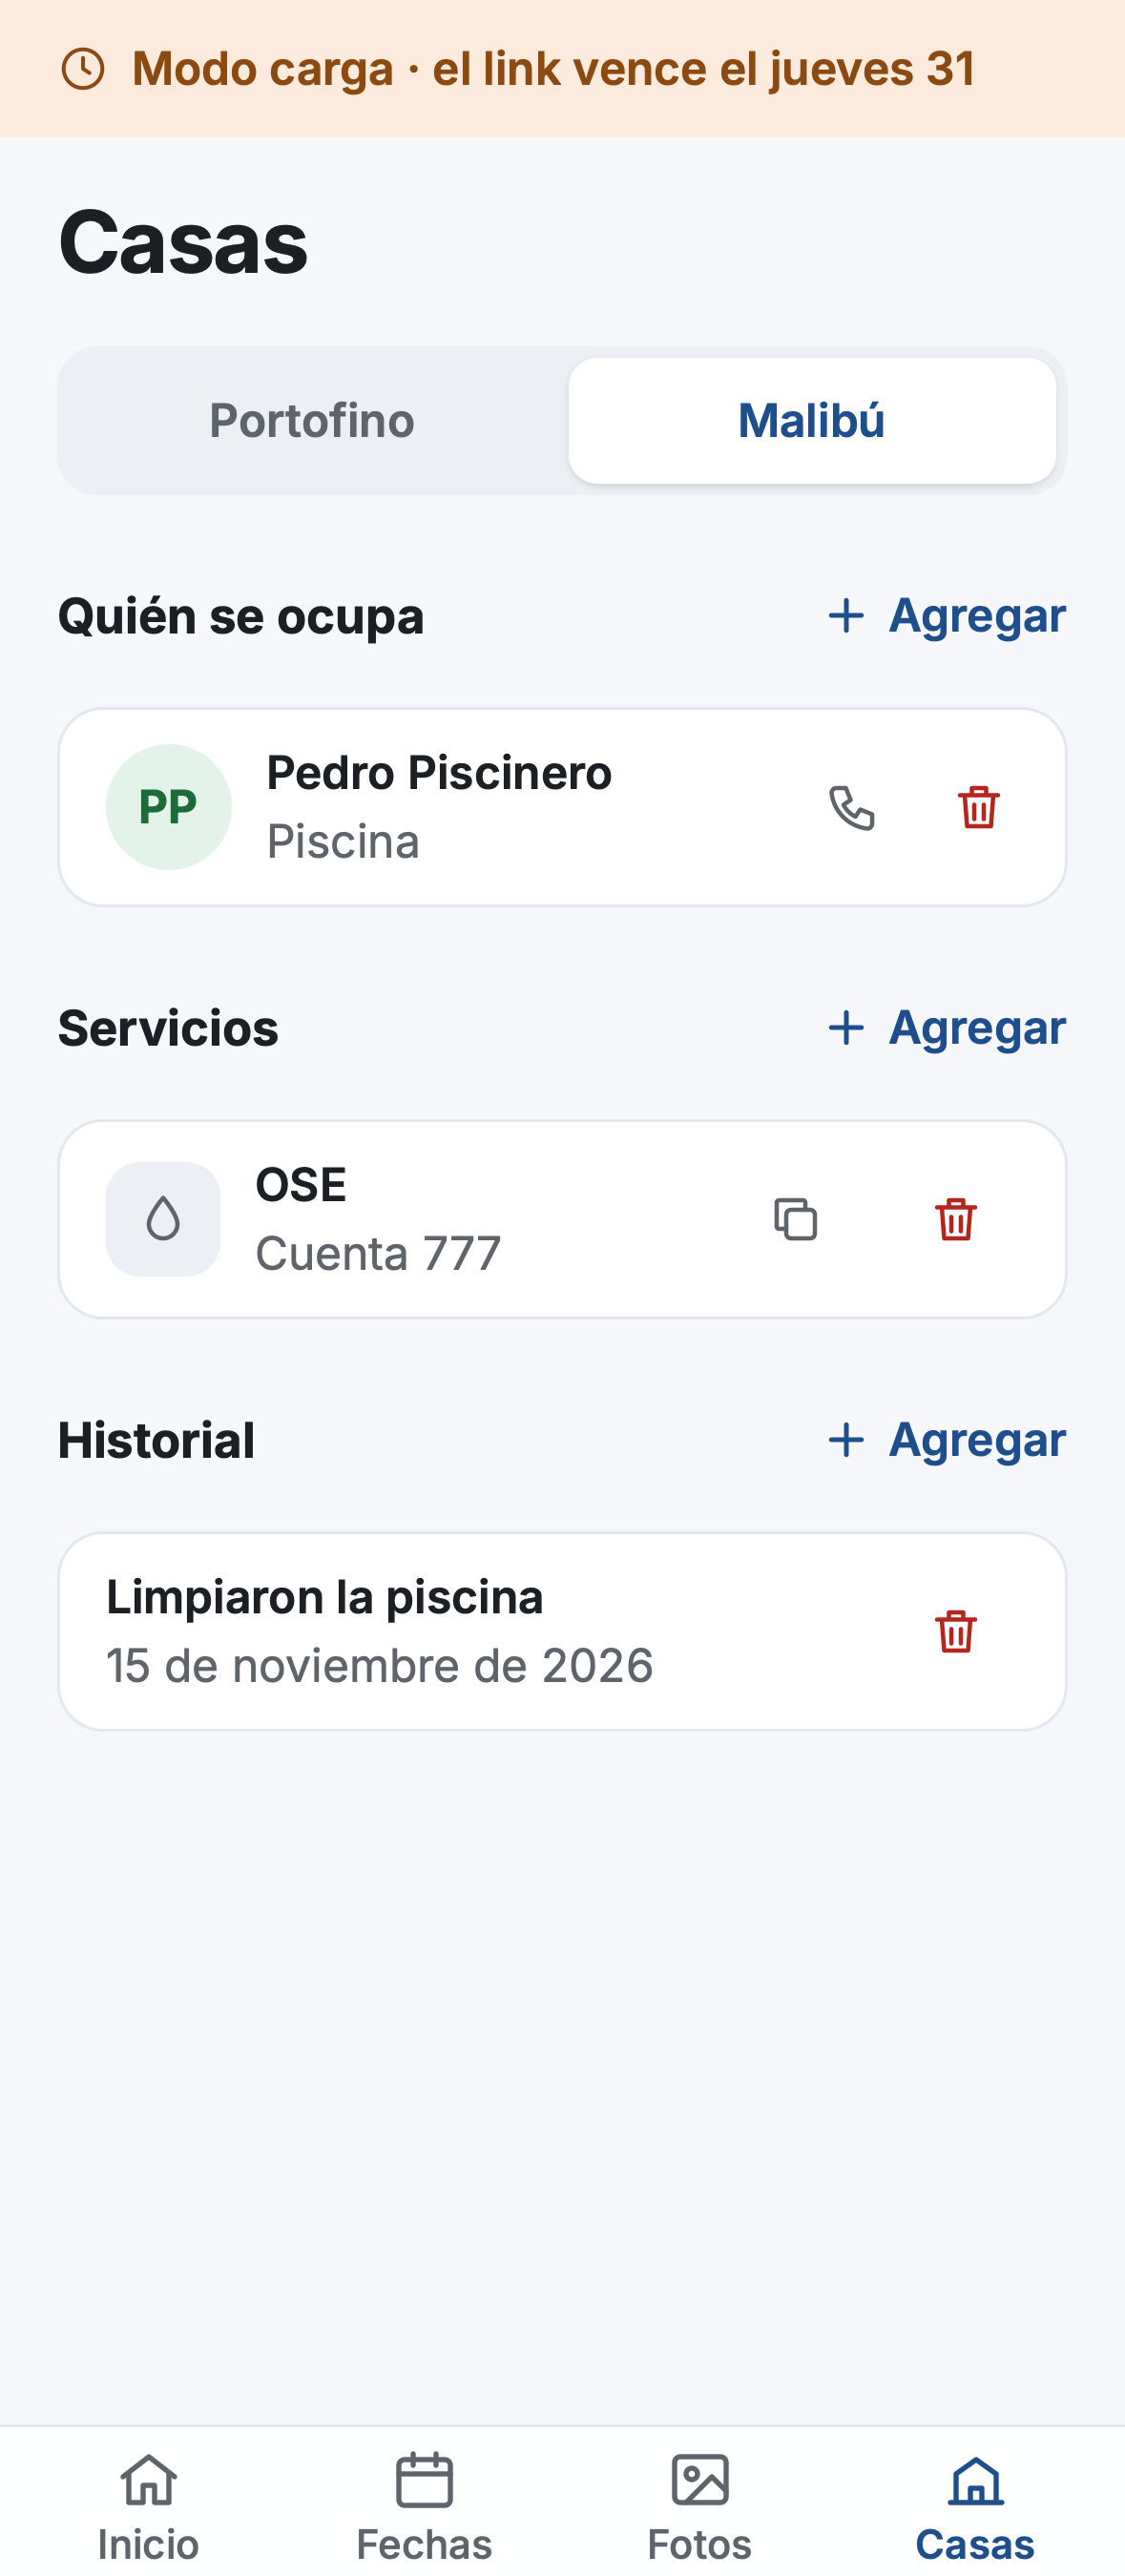 Modo carga · el link vence el jueves 31
Casas
Portofino
Malibú
Quién se ocupa
Agregar
PP
Pedro Piscinero
Piscina
Servicios
Agregar
OSE
Cuenta 777
Historial
Agregar
Limpiaron la piscina
15 de noviembre de 2026
Inicio
Fechas
Fotos
Casas